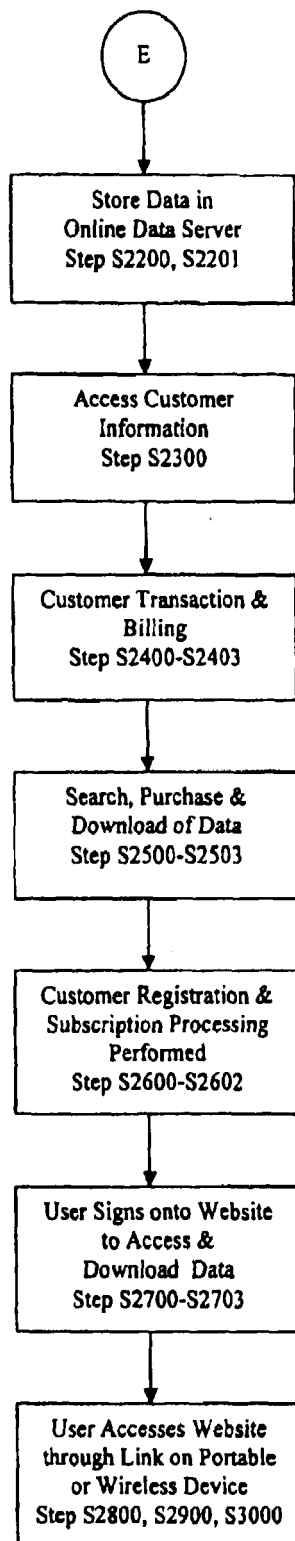 E
Store Data in
Online Data Server
Step S2200, S2201
Access Customer
Information
Step S2300
Customer Transaction &
Billing
Step S2400-S2403
Search, Purchase &
Download of Data
Step S2500-S2503
Customer Registration &
Subscription Processing
Performed
Step S2600-S2602
User Signs onto Website
to Access &
Download Data
Step S2700-S2703
User Accesses Website
through Link on Portable
or Wireless Device
Step S2800, S2900, S3000